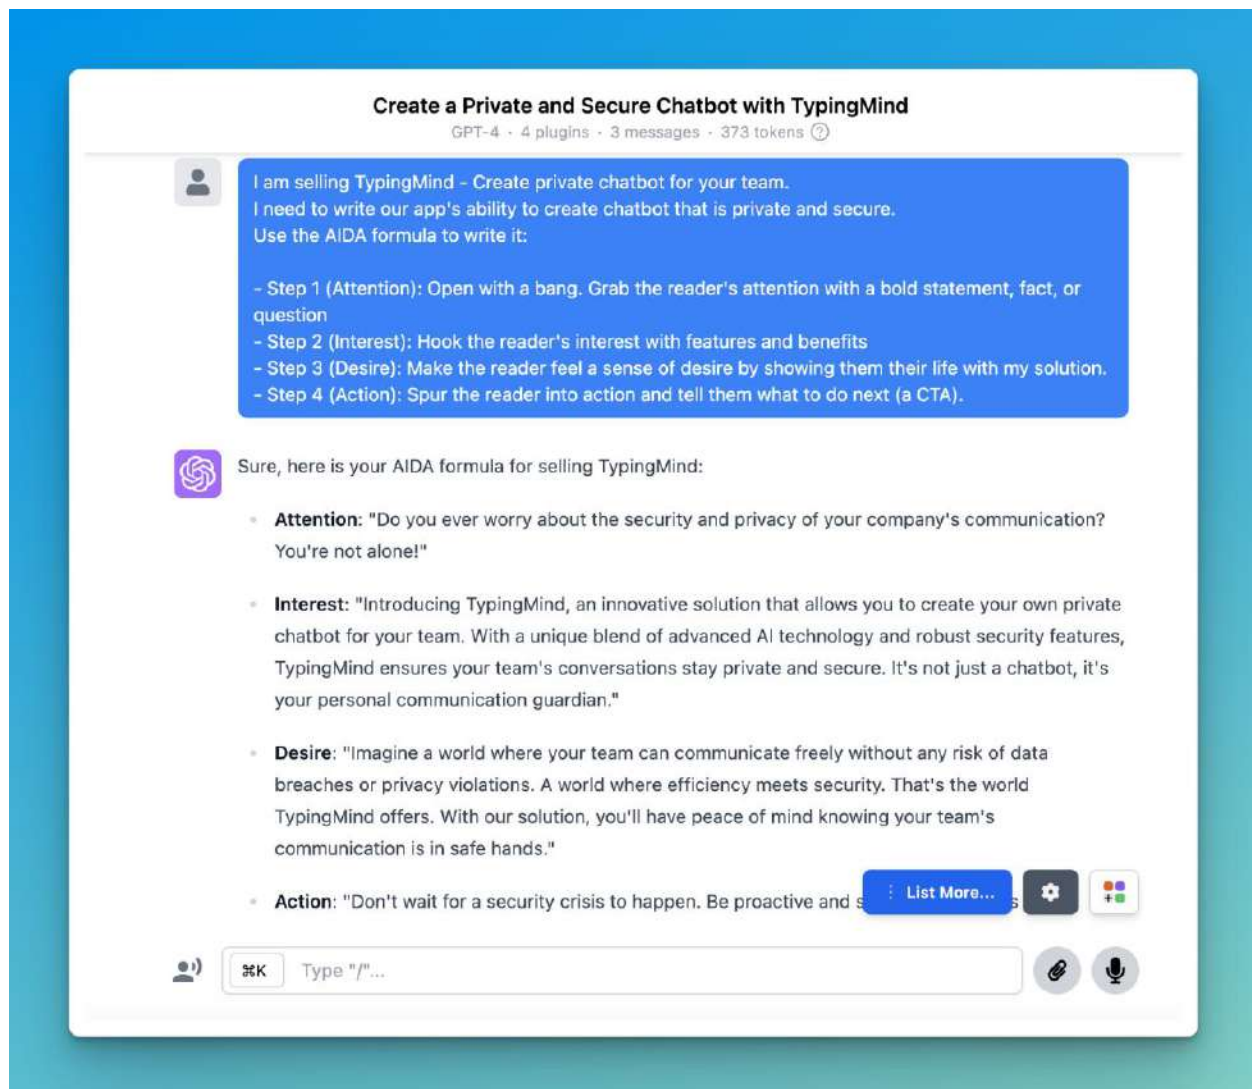 Create a Private and Secure Chatbot with TypingMind
GPT-4 · 4 plugins · 3 messages · 373 tokens ?
I am selling TypingMind – Create private chatbot for your team.
I need to write our app's ability to create chatbot that is private and secure.
Use the AIDA formula to write it:
– Step 1 (Attention): Open with a bang. Grab the reader's attention with a bold statement, fact, or
question
– Step 2 (Interest): Hook the reader's interest with features and benefits
– Step 3 (Desire): Make the reader feel a sense of desire by showing them their life with my solution.
– Step 4 (Action): Spur the reader into action and tell them what to do next (a CTA).
Sure, here is your AIDA formula for selling TypingMind:
• Attention: "Do you ever worry about the security and privacy of your company's communication?
You're not alone!"
• Interest: "Introducing TypingMind, an innovative solution that allows you to create your own private
chatbot for your team. With a unique blend of advanced AI technology and robust security features,
TypingMind ensures your team's conversations stay private and secure. It's not just a chatbot, it's
your personal communication guardian."
• Desire: "Imagine a world where your team can communicate freely without any risk of data
breaches or privacy violations. A world where efficiency meets security. That's the world
TypingMind offers. With our solution, you'll have peace of mind knowing your team's
communication is in safe hands."
• Action: "Don't wait for a security crisis to happen. Be proactive and
List More...
⌘K Type "/"...